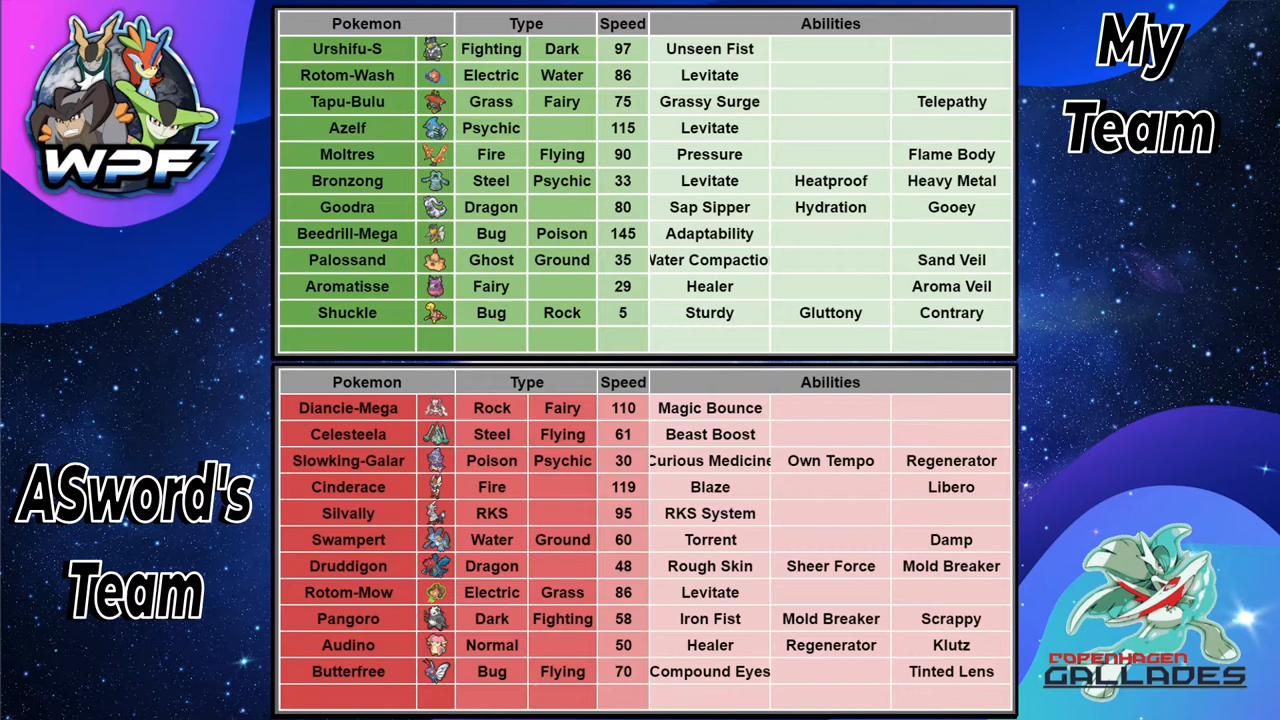 WPF
My
Team
Pokemon Type Speed Abilities
Urshifu-S Fighting Dark 97 Unseen Fist
Rotom-Wash Electric Water 86 Levitate
Tapu-Bulu Grass Fairy 75 Grassy Surge Telepathy
Azelf Psychic 115 Levitate
Moltres Fire Flying 90 Pressure Flame Body
Bronzong Steel Psychic 33 Levitate Heatproof Heavy Metal
Goodra Dragon 80 Sap Sipper Hydration Gooey
Beedrill-Mega Bug Poison 145 Adaptability
Palossand Ghost Ground 35 Water Compactio Sand Veil
Aromatisse Fairy 29 Healer Aroma Veil
Shuckle Bug Rock 5 Sturdy Gluttony Contrary
Pokemon Type Speed Abilities
Diancie-Mega Rock Fairy 110 Magic Bounce
Celesteela Steel Flying 61 Beast Boost
Slowking-Galar Poison Psychic 30 Curious Medicine Own Tempo Regenerator
Cinderace Fire 119 Blaze Libero
Silvally RKS 95 RKS System
Swampert Water Ground 60 Torrent Damp
Druddigon Dragon 48 Rough Skin Sheer Force Mold Breaker
Rotom-Mow Electric Grass 86 Levitate
Pangoro Dark Fighting 58 Iron Fist Mold Breaker Scrappy
Audino Normal 50 Healer Regenerator Klutz
Butterfree Bug Flying 70 Compound Eyes Tinted Lens
ASword's
Team
COPENHAGEN
GALLADES